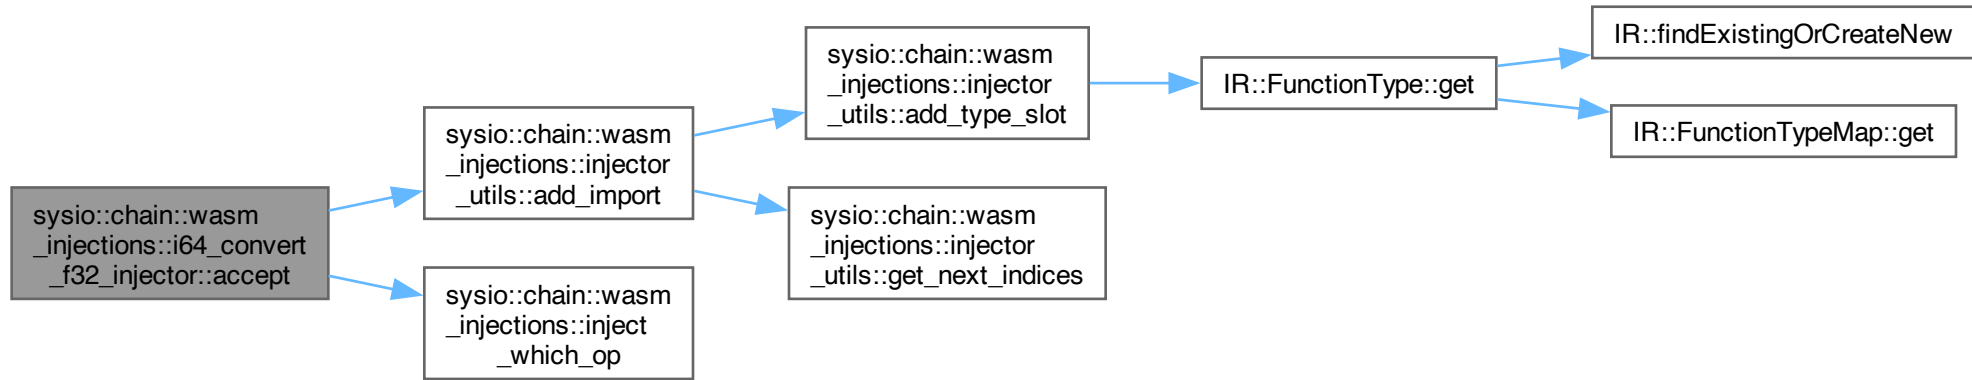 sysio::chain::wasm
_injections::i64_convert
_f32_injector::accept
sysio::chain::wasm
_injections::injector
_utils::add_import
sysio::chain::wasm
_injections::injector
_utils::add_type_slot
IR::FunctionType::get
IR::findExistingOrCreateNew
IR::FunctionTypeMap::get
sysio::chain::wasm
_injections::injector
_utils::get_next_indices
sysio::chain::wasm
_injections::inject
_which_op